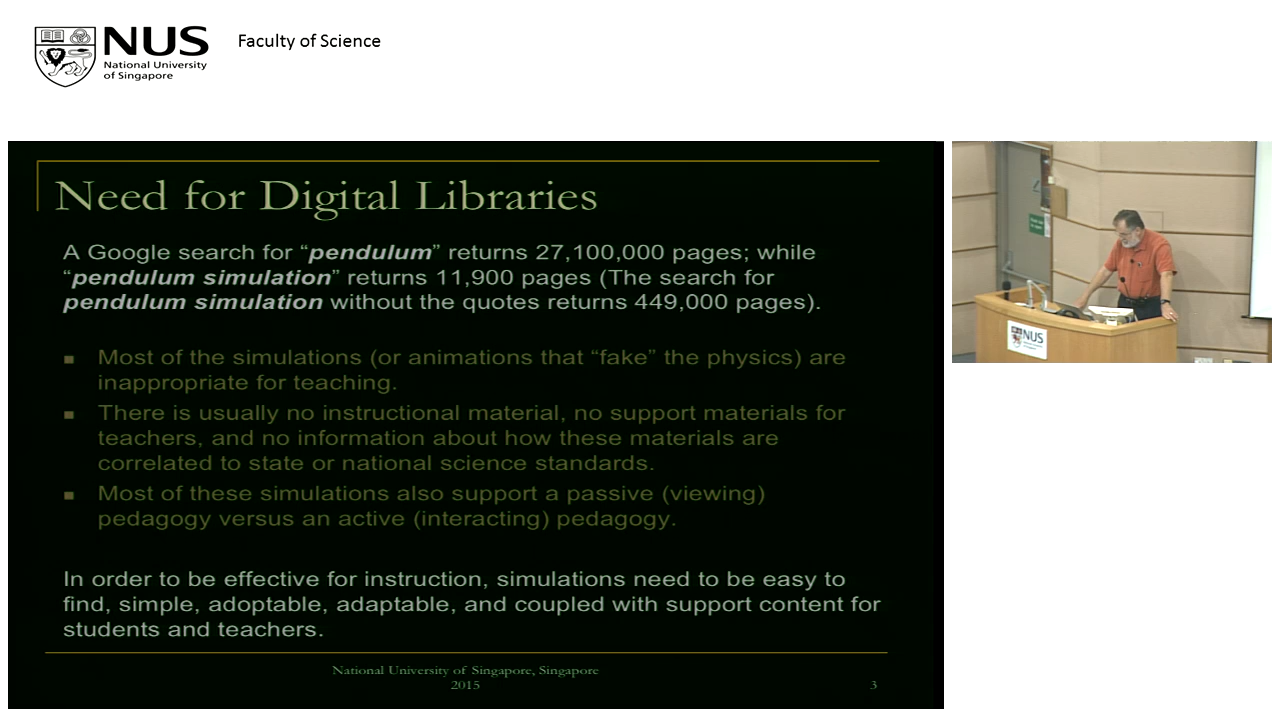 NUS
National University
of Singapore
Faculty of Science
Need for Digital Libraries
A Google search for “pendulum” returns 27,100,000 pages; while
“pendulum simulation” returns 11,900 pages (The search for
pendulum simulation without the quotes returns 449,000 pages).
■ Most of the simulations (or animations that “fake” the physics) are
inappropriate for teaching.
■ There is usually no instructional material, no support materials for
teachers, and no information about how these materials are
correlated to state or national science standards.
■ Most of these simulations also support a passive (viewing)
pedagogy versus an active (interacting) pedagogy.
In order to be effective for instruction, simulations need to be easy to
find, simple, adoptable, adaptable, and coupled with support content for
students and teachers.
National University of Singapore, Singapore
2015
3
NUS